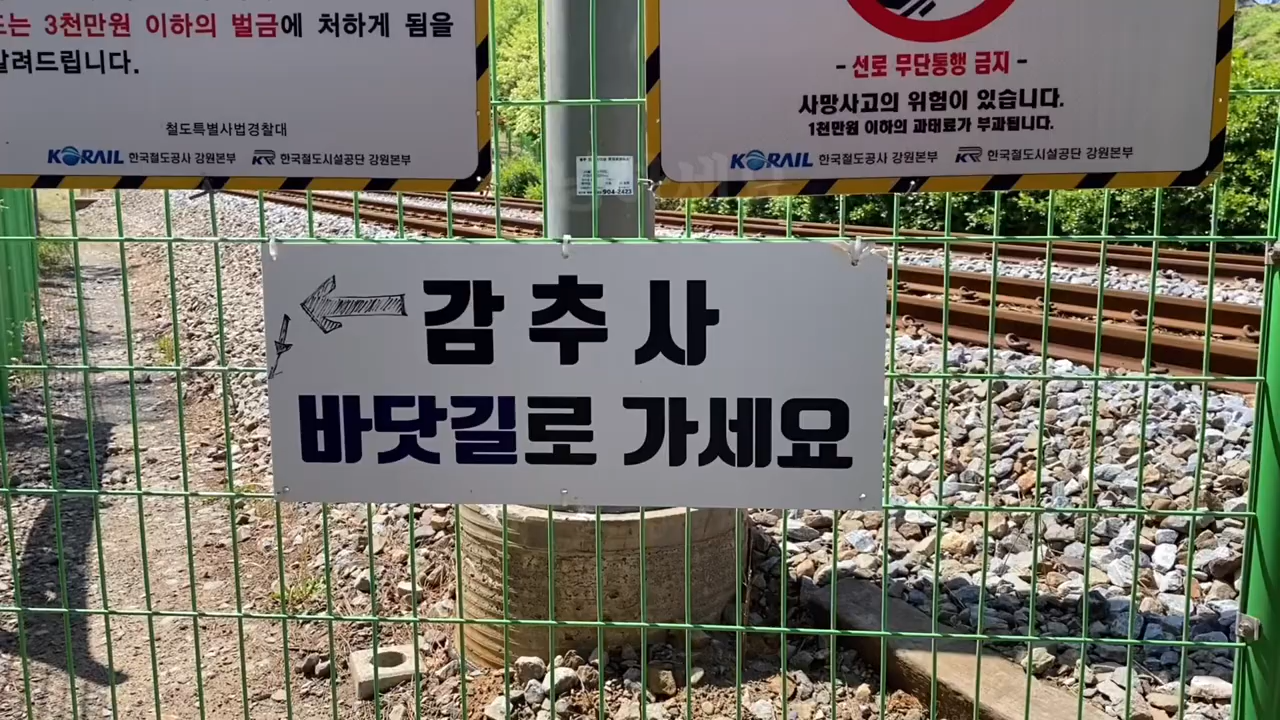 또는 3천만원 이하의 벌금에 처하게 됨을
알려드립니다.
철도특별사법경찰대
KORAIL 한국철도공사 강원본부 KR 한국철도시설공단 강원본부
- 선로 무단통행 금지 -
사망사고의 위험이 있습니다.
1천만원 이하의 과태료가 부과됩니다.
KORAIL 한국철도공사 강원본부 KR 한국철도시설공단 강원본부
904-2423
감추사
바닷길로 가세요